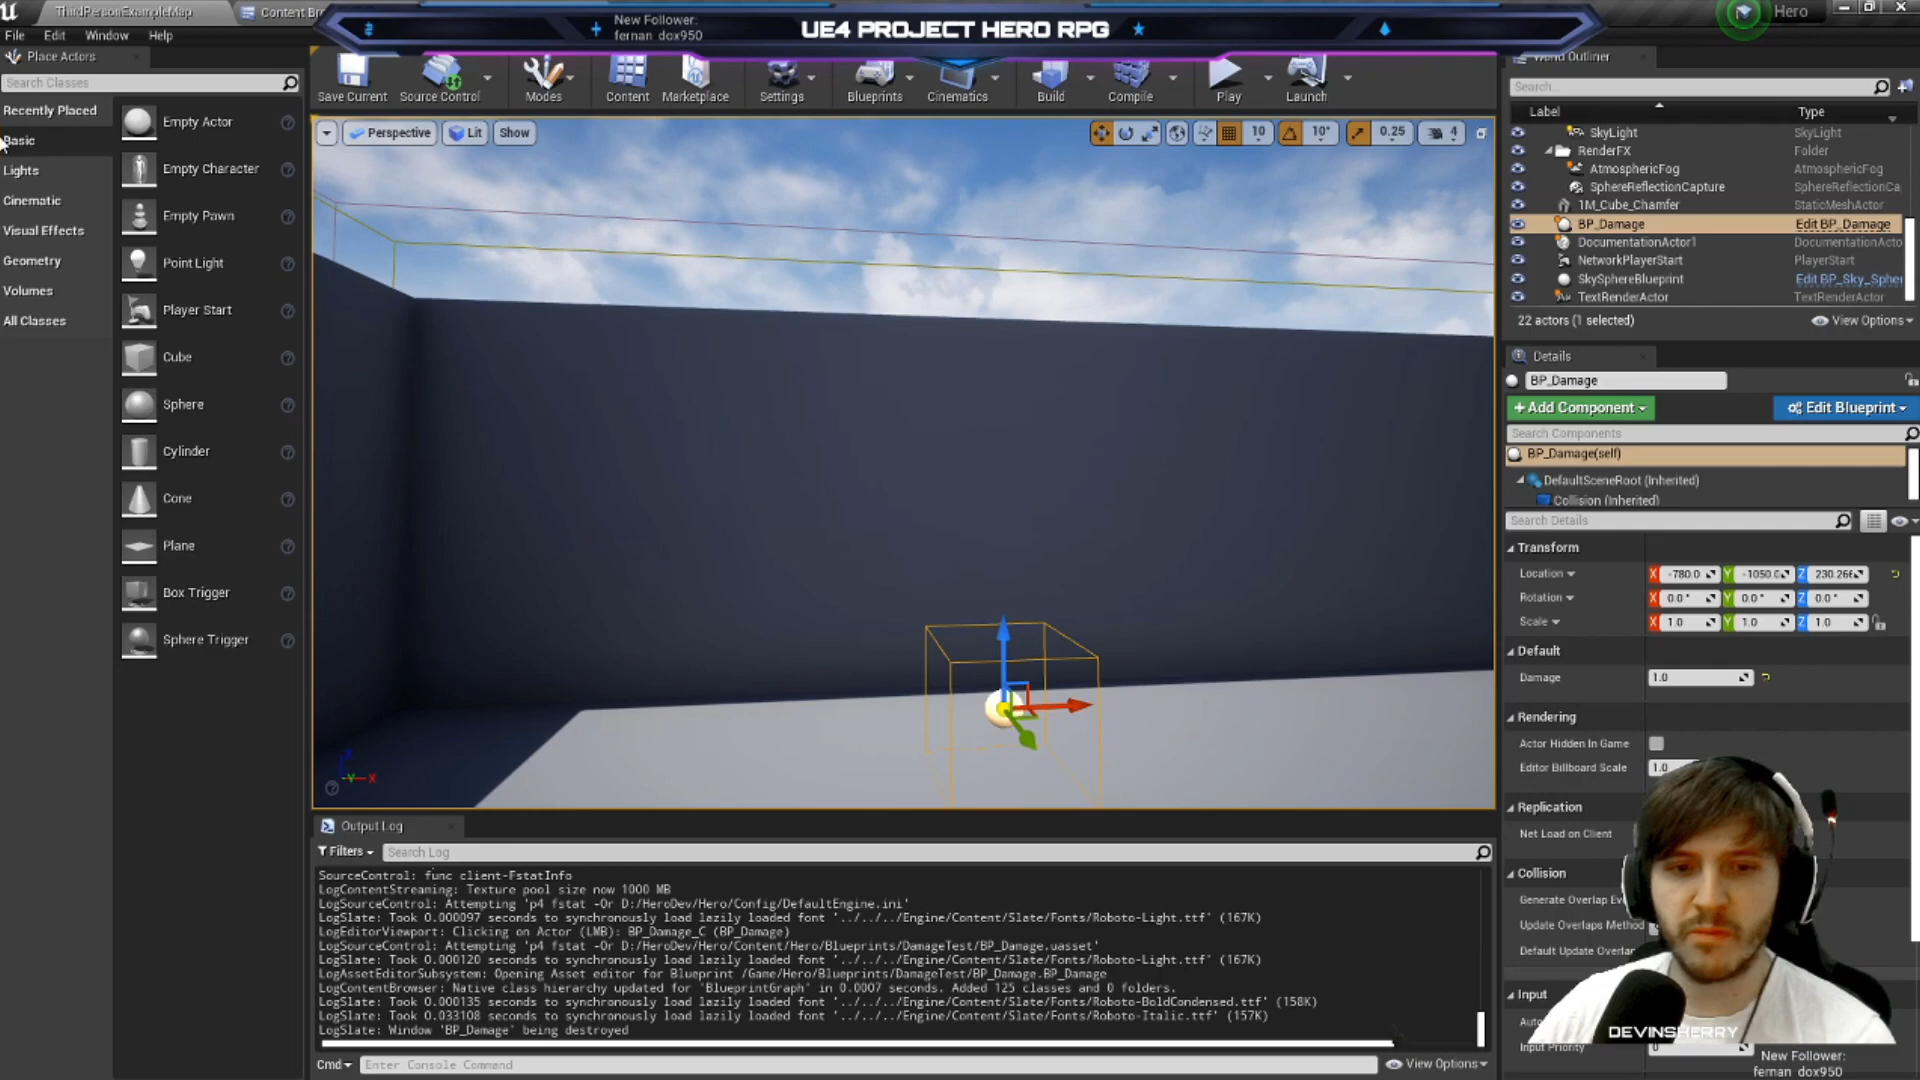 ThirdPersonExampleMap
Content Br
New Follower:
fernan_dox950
UE4 PROJECT HERO RPG
Hero
File Edit Window Help
Place Actors
Search Classes
Recently Placed
Basic
Lights
Cinematic
Visual Effects
Geometry
Volumes
All Classes
Empty Actor
Empty Character
Empty Pawn
Point Light
Player Start
Cube
Sphere
Cylinder
Cone
Plane
Box Trigger
Sphere Trigger
Save Current
Source Control
Modes
Content
Marketplace
Settings
Blueprints
Cinematics
Build
Compile
Play
Launch
Perspective
Lit
Show
10
10°
0.25
4
World Outliner
Search...
Label
Type
SkyLight SkyLight
RenderFX Folder
AtmosphericFog AtmosphericFog
SphereReflectionCapture SphereReflectionCa
1M_Cube_Chamfer StaticMeshActor
BP_Damage Edit BP_Damage
DocumentationActor1 DocumentationActo
NetworkPlayerStart PlayerStart
SkySphereBlueprint Edit BP_Sky_Spher
TextRenderActor TextRenderActor
22 actors (1 selected)
View Options
Details
BP_Damage
+Add Component
Edit Blueprint
Search Components
BP_Damage(self)
DefaultSceneRoot (Inherited)
Collision (Inherited)
Search Details
Transform
Location X -780.0 Y -1050.0 Z 230.266
Rotation X 0.0° Y 0.0° Z 0.0°
Scale X 1.0 Y 1.0 Z 1.0
Default
Damage 1.0
Rendering
Actor Hidden In Game
Editor Billboard Scale 1.0
Replication
Net Load on Client
Collision
Generate Overlap Ev
Update Overlaps Method
Default Update Overlap
Input
Auto
Input Priority 0
Output Log
Filters
Search Log
SourceControl: func client-FstatInfo
LogContentStreaming: Texture pool size now 1000 MB
LogSourceControl: Attempting 'p4 fstat -Or D:/HeroDev/Hero/Config/DefaultEngine.ini'
LogSlate: Took 0.000097 seconds to synchronously load lazily loaded font '../../../Engine/Content/Slate/Fonts/Roboto-Light.ttf' (167K)
LogEditorViewport: Clicking on Actor (LMB): BP_Damage_C (BP_Damage)
LogSourceControl: Attempting 'p4 fstat -Or D:/HeroDev/Hero/Content/Hero/Blueprints/DamageTest/BP_Damage.uasset'
LogSlate: Took 0.000120 seconds to synchronously load lazily loaded font '../../../Engine/Content/Slate/Fonts/Roboto-Light.ttf' (167K)
LogAssetEditorSubsystem: Opening Asset editor for Blueprint /Game/Hero/Blueprints/DamageTest/BP_Damage.BP_Damage
LogContentBrowser: Native class hierarchy updated for 'BlueprintGraph' in 0.0007 seconds. Added 125 classes and 0 folders.
LogSlate: Took 0.000135 seconds to synchronously load lazily loaded font '../../../Engine/Content/Slate/Fonts/Roboto-BoldCondensed.ttf' (158K)
LogSlate: Took 0.033108 seconds to synchronously load lazily loaded font '../../../Engine/Content/Slate/Fonts/Roboto-Italic.ttf' (157K)
LogSlate: Window 'BP_Damage' being destroyed
Cmd
Enter Console Command
View Options
DEVINSHERRY
New Follower:
fernan_dox950